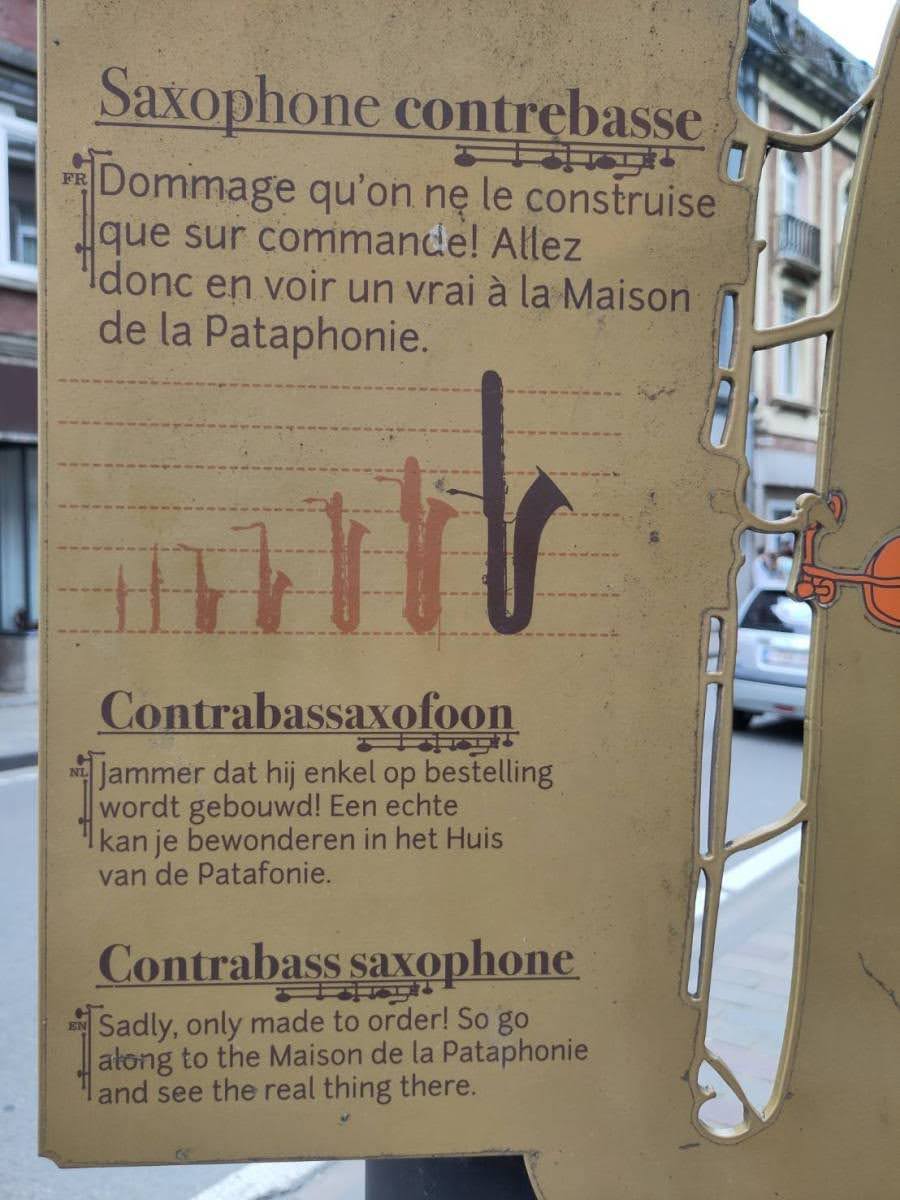 Saxophone contrebasse
FR
Dommage qu'on ne le construise
que sur commande! Allez
donc en voir un vrai à la Maison
de la Pataphonie.
Contrabassaxofoon
NL
Jammer dat hij enkel op bestelling
wordt gebouwd! Een echte
kan je bewonderen in het Huis
van de Patafonie.
Contrabass saxophone
EN
Sadly, only made to order! So go
along to the Maison de la Pataphonie
and see the real thing there.